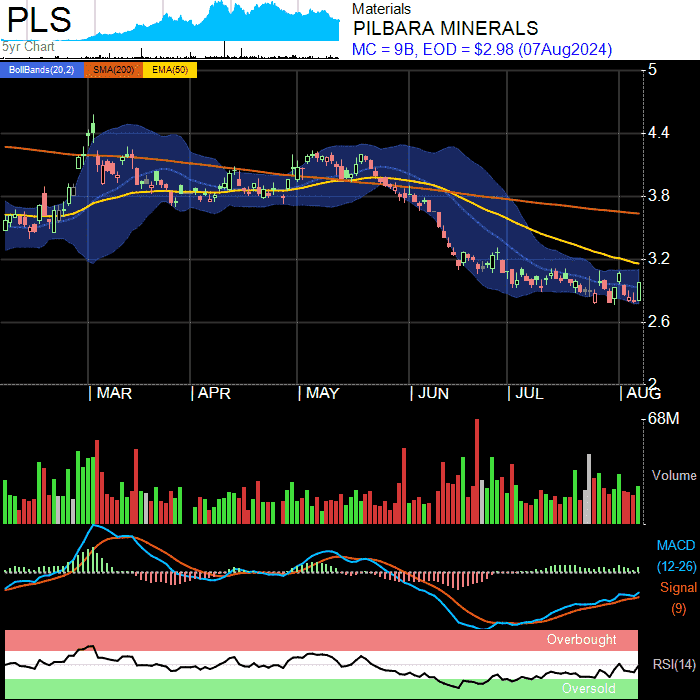 PLS
5yr Chart
Materials
PILBARA MINERALS
MC = 9B, EOD = $2.98 (07Aug2024)
BollBands(20,2) SMA(200) EMA(50)
5
4.4
3.8
3.2
2.6
2
MAR APR MAY JUN JUL AUG
68M
Volume
MACD
(12-26)
Signal
(9)
Overbought
RSI(14)
Oversold